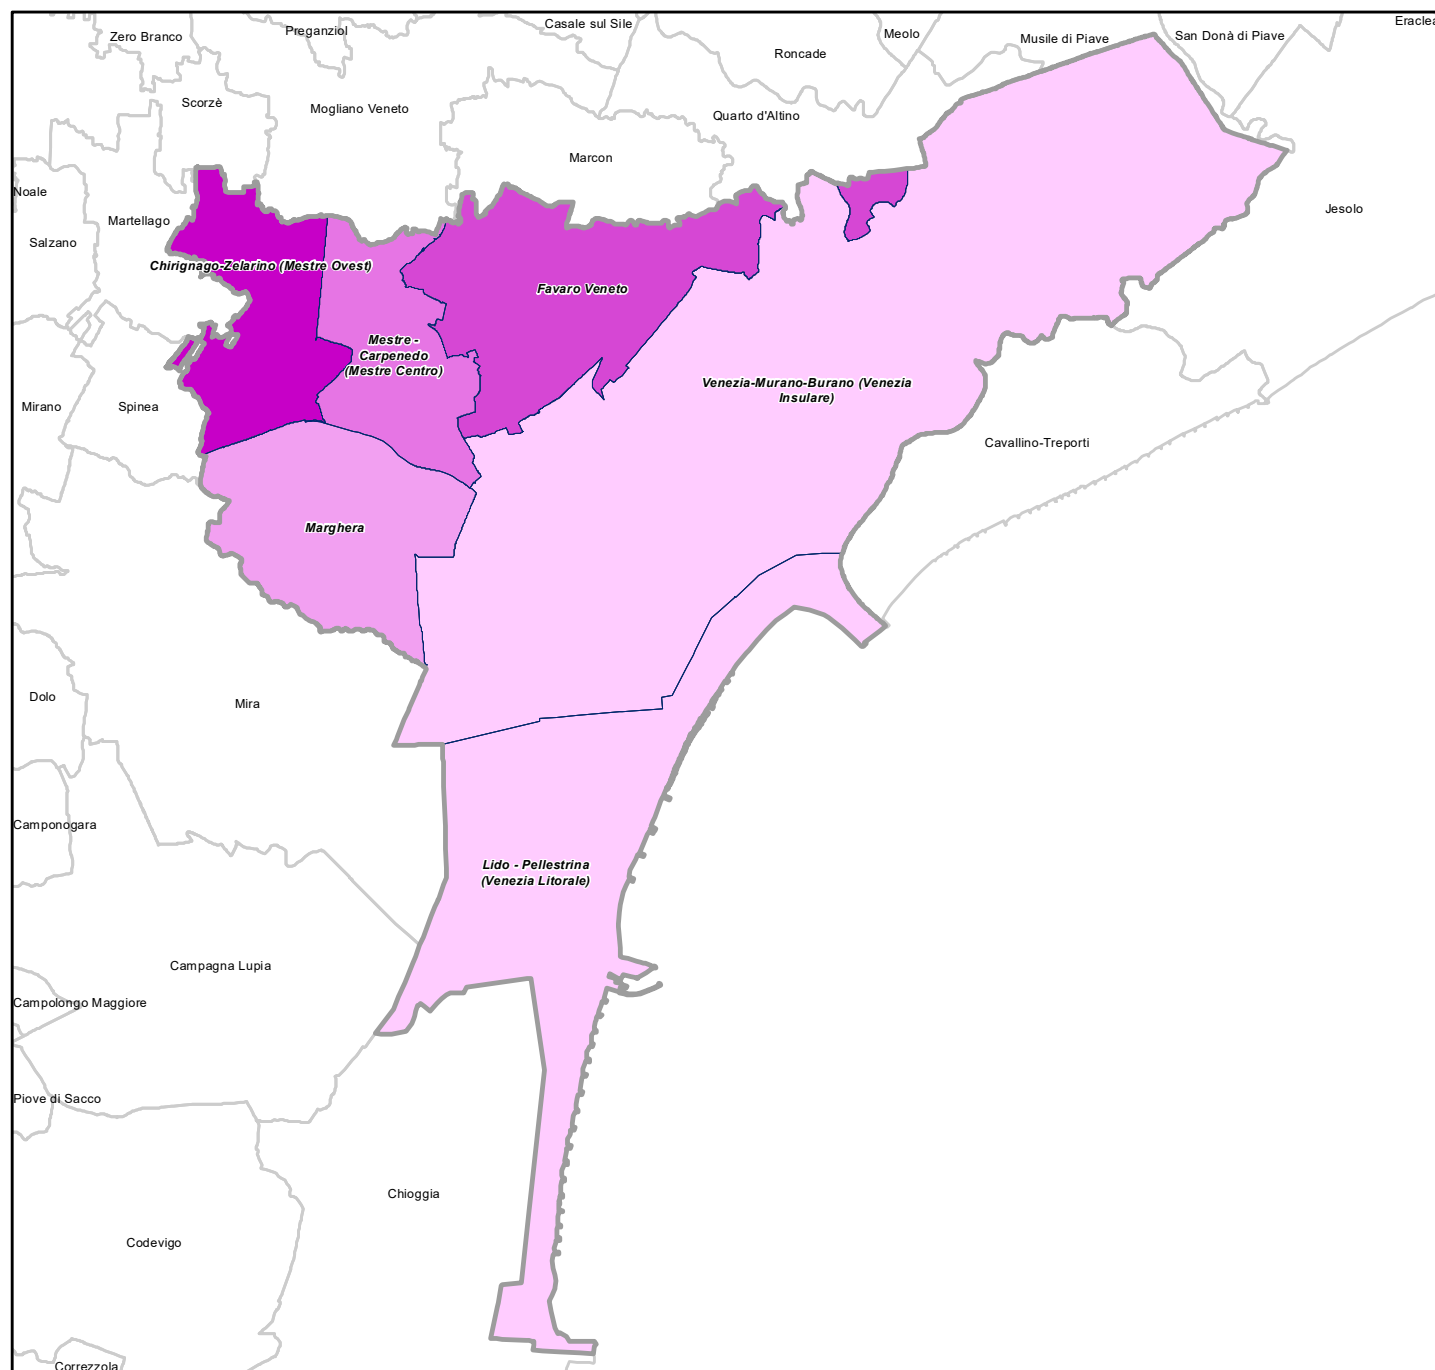 Eraclea
Casale sul Sile
Preganziol
Meolo
Zero Branco
San Donà di Piave
Musile di Piave
Roncade
Scorzè
Mogliano Veneto
Quarto d'Altino
Marcon
Noale
Martellago
Jesolo
Salzano
Chirignago-Zelarino (Mestre Ovest)
Favaro Veneto
Mestre -
Carpenedo
(Mestre Centro)
Venezia-Murano-Burano (Venezia
Insulare)
Mirano
Spinea
Cavallino-Treporti
Marghera
Dolo
Mira
Camponogara
Lido - Pellestrina
(Venezia Litorale)
Campagna Lupia
Campolongo Maggiore
Piove di Sacco
Chioggia
Codevigo
Correzzola